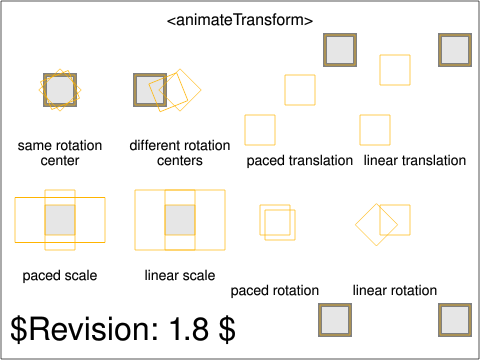 <animateTransform>
same rotation
center
different rotation
centers
paced translation
linear translation
paced scale
linear scale
paced rotation
linear rotation
$Revision: 1.8 $